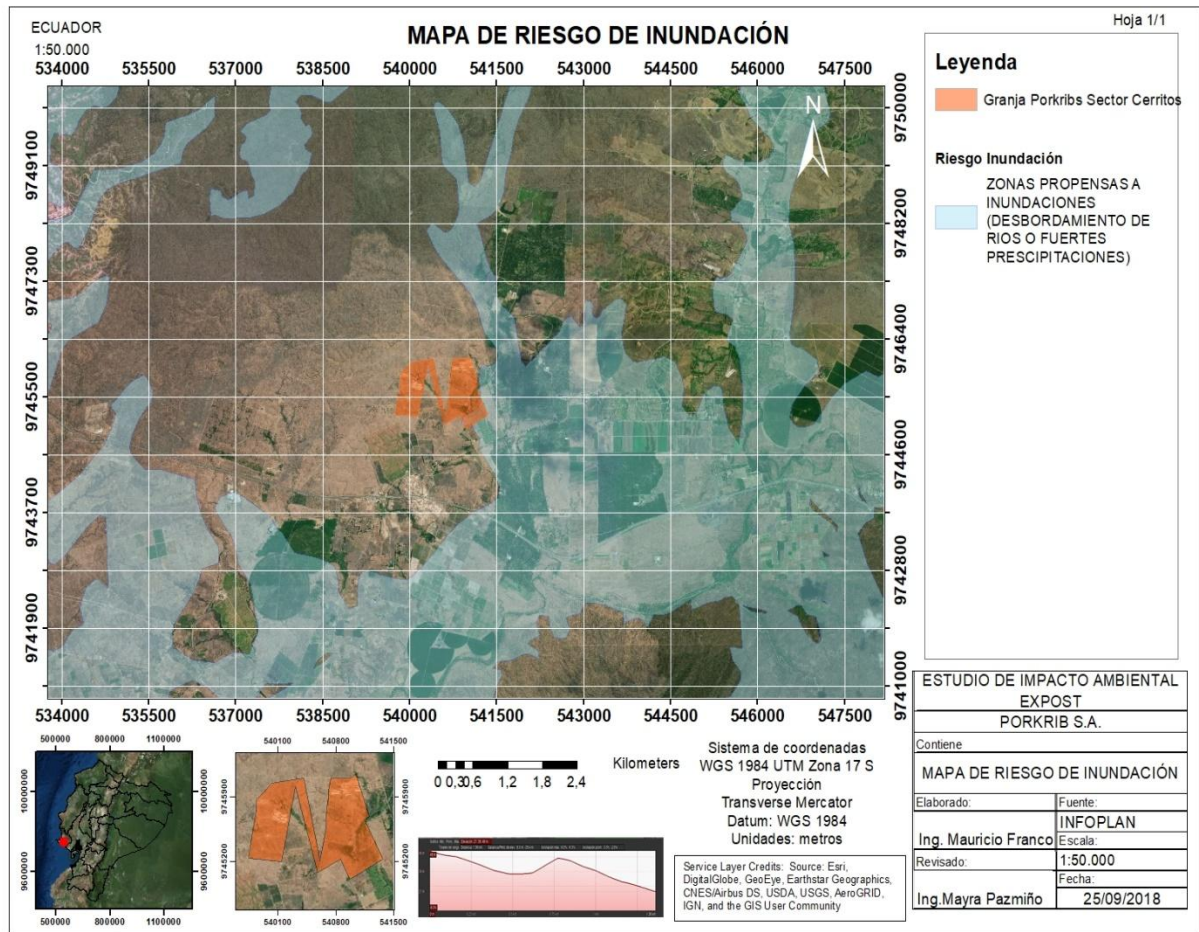 ECUADOR
1:50.000
MAPA DE RIESGO DE INUNDACIÓN
Hoja 1/1
534000 535500 537000 538500 540000 541500 543000 544500 546000 547500
N
9749100
9747300
9745500
9743700
9741900
9750000
9748200
9746400
9744600
9742800
9741000
534000 535500 537000 538500 540000 541500 543000 544500 546000 547500
Leyenda
Granja Porkribs Sector Cerritos
Riesgo Inundación
ZONAS PROPENSAS A
INUNDACIONES
(DESBORDAMIENTO DE
RIOS O FUERTES
PRESCIPITACIONES)
500000 800000 1100000
10000000
9600000
10000000
9600000
500000 800000 1100000
540100 540800 541500
9745900
9745200
9745900
9745200
540100 540800 541500
Kilometers
0 0,3 0,6 1,2 1,8 2,4
Sistema de coordenadas
WGS 1984 UTM Zona 17 S
Proyección
Transverse Mercator
Datum: WGS 1984
Unidades: metros
Service Layer Credits: Source: Esri,
DigitalGlobe, GeoEye, Earthstar Geographics,
CNES/Airbus DS, USDA, USGS, AeroGRID,
IGN, and the GIS User Community
ESTUDIO DE IMPACTO AMBIENTAL
EXPOST
PORKRIB S.A.
Contiene
MAPA DE RIESGO DE INUNDACIÓN
Elaborado:
Ing. Mauricio Franco
Revisado:
Ing.Mayra Pazmiño
Fuente:
INFOPLAN
Escala:
1:50.000
Fecha:
25/09/2018